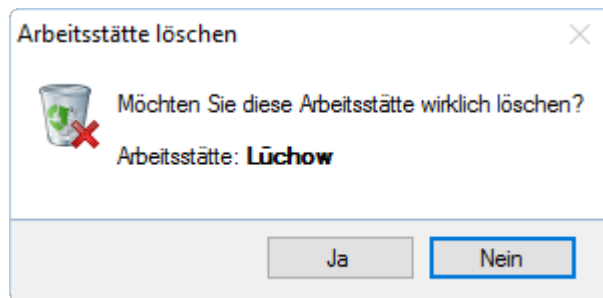 Arbeitsstätte löschen
Möchten Sie diese Arbeitsstätte wirklich löschen?
Arbeitsstätte: Lüchow
Ja
Nein